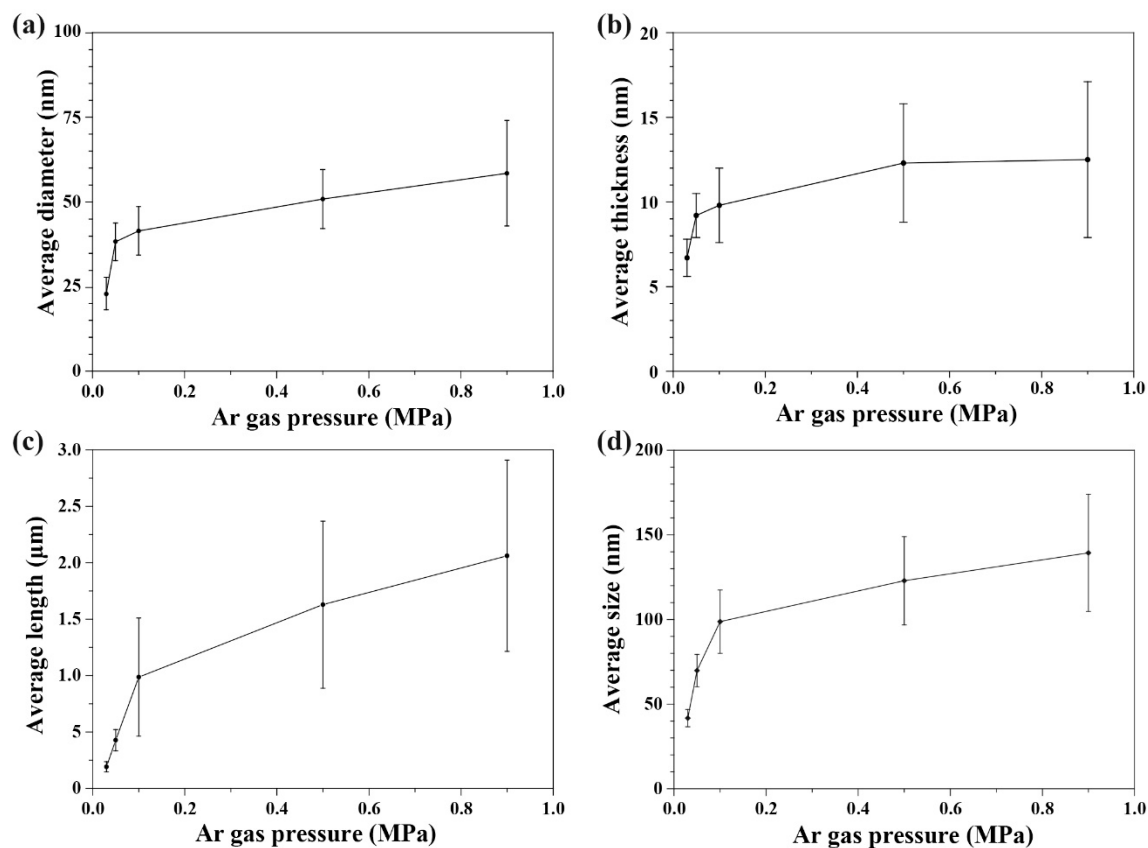 (a)
100
75
50
25
0
Average diameter (nm)
0.0 0.2 0.4 0.6 0.8 1.0
Ar gas pressure (MPa)
(b)
20
15
10
5
0
Average thickness (nm)
0.0 0.2 0.4 0.6 0.8 1.0
Ar gas pressure (MPa)
(c)
3.0
2.5
2.0
1.5
1.0
5
0
Average length (μm)
0.0 0.2 0.4 0.6 0.8 1.0
Ar gas pressure (MPa)
(d)
200
150
100
50
0
Average size (nm)
0.0 0.2 0.4 0.6 0.8 1.0
Ar gas pressure (MPa)